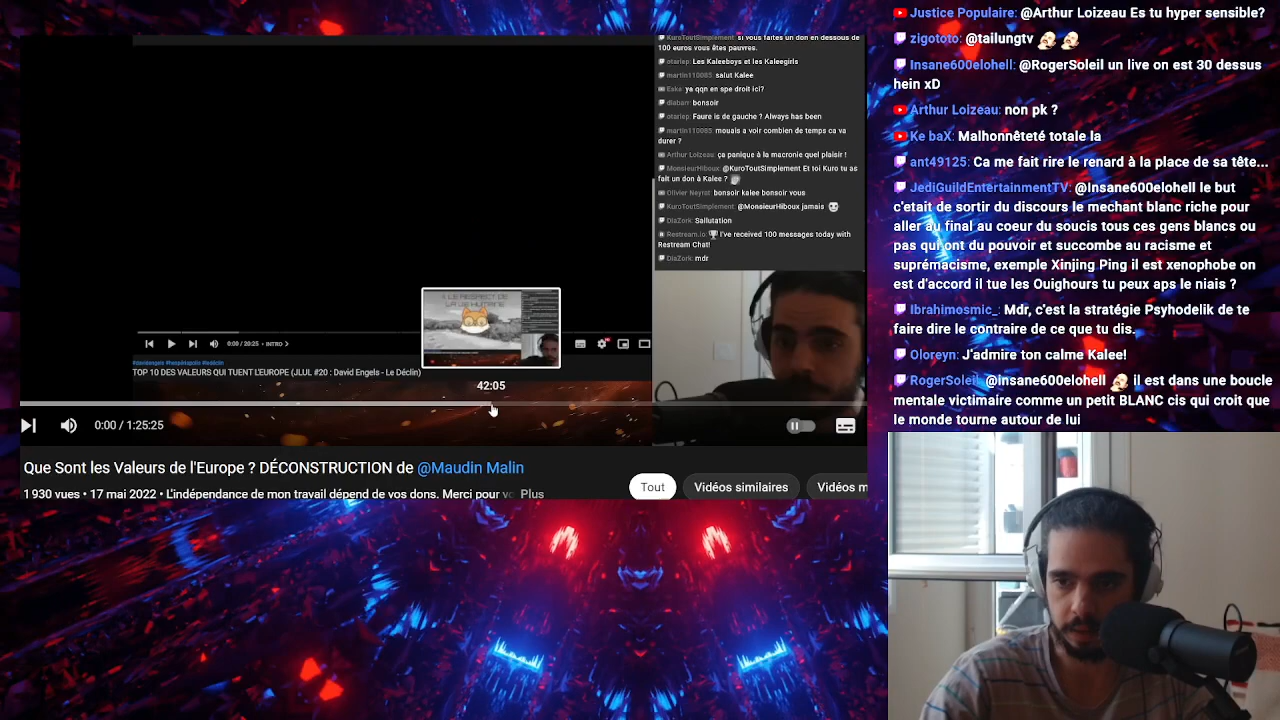 KuroToutSimplement: si vous faites un don en dessous de
100 euros vous êtes pauvres.
otariep: Les Kaleeboys et les Kaleegirls
martin110085: salut Kalee
Eske: ya qqn en spe droit ici?
diabarr: bonsoir
otariep: Faure is de gauche ? Always has been
martin110085: mouais a voir combien de temps ca va
durer ?
Arthur Loizeau: ça panique à la macronie quel plaisir !
MonsieurHiboux: @KuroToutSimplement Et toi Kuro tu as
fait un don à Kalee ?
Olivier Neyrat: bonsoir kalee bonsoir vous
KuroToutSimplement: @MonsieurHiboux jamais
DiaZork: Sailutation
Restream.io: I've received 100 messages today with
Restream Chat!
DiaZork: mdr
0:00 / 20:25 • INTRO
TOP 10 DES VALEURS QUI TUENT L'EUROPE (JLUL #20 : David Engels - Le Déclin)
42:05
0:00 / 1:25:25
Que Sont les Valeurs de l'Europe ? DÉCONSTRUCTION de @Maudin Malin
1 930 vues • 17 mai 2022 • L'indépendance de mon travail dépend de vos dons. Merci pour Plus
Tout
Vidéos similaires
Vidéos
Justice Populaire: @Arthur Loizeau Es tu hyper sensible?
zigototo: @tailungtv
Insane600elohell: @RogerSoleil un live on est 30 dessus
hein xD
Arthur Loizeau: non pk ?
Ke baX: Malhonnêteté totale la
ant49125: Ca me fait rire le renard à la place de sa tête...
JediGuildEntertainmentTV: @Insane600elohell le but
c'était de sortir du discours le mechant blanc riche pour
aller au final au coeur du soucis tous ces gens blancs ou
pas qui ont du pouvoir et succombe au racisme et
suprémacisme, exemple Xinjing Ping il est xenophobe on
est d'accord il tue les Ouighours tu peux aps le niais ?
Ibrahimosmic_: Mdr, c'est la stratégie Psyhodelik de te
faire dire le contraire de ce que tu dis.
Oloreyn: J'admire ton calme Kalee!
RogerSoleil: @Insane600elohell il est dans une boucle
mentale victimaire comme un petit BLANC cis qui croit que
le monde tourne autour de lui